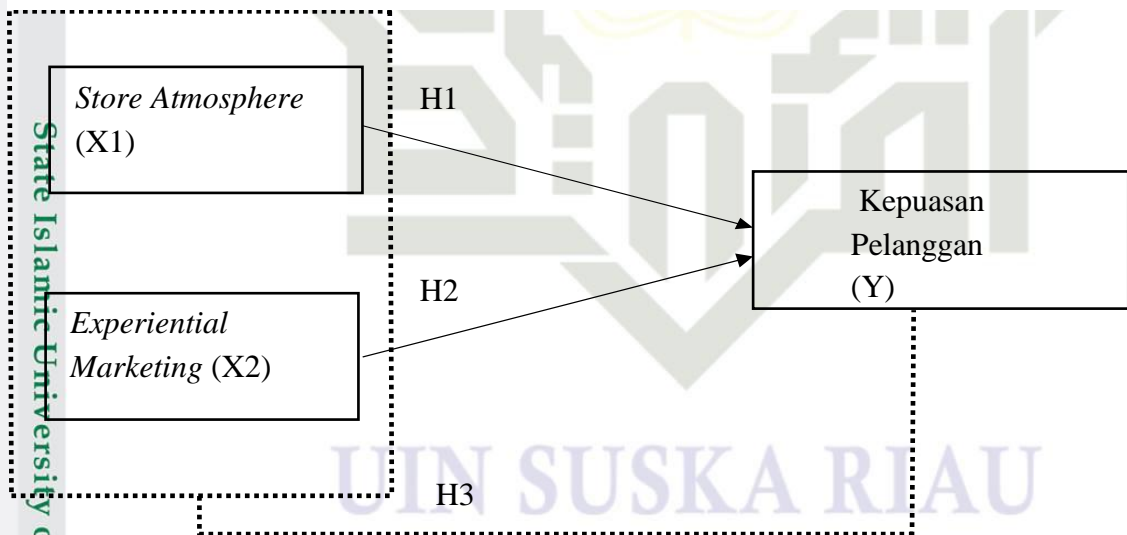 Store Atmosphere
(X1)
H1
Kepuasan
Pelanggan
(Y)
H2
Experiential
Marketing (X2)
H3
State Islamic University o
UIN SUSKA RIAU